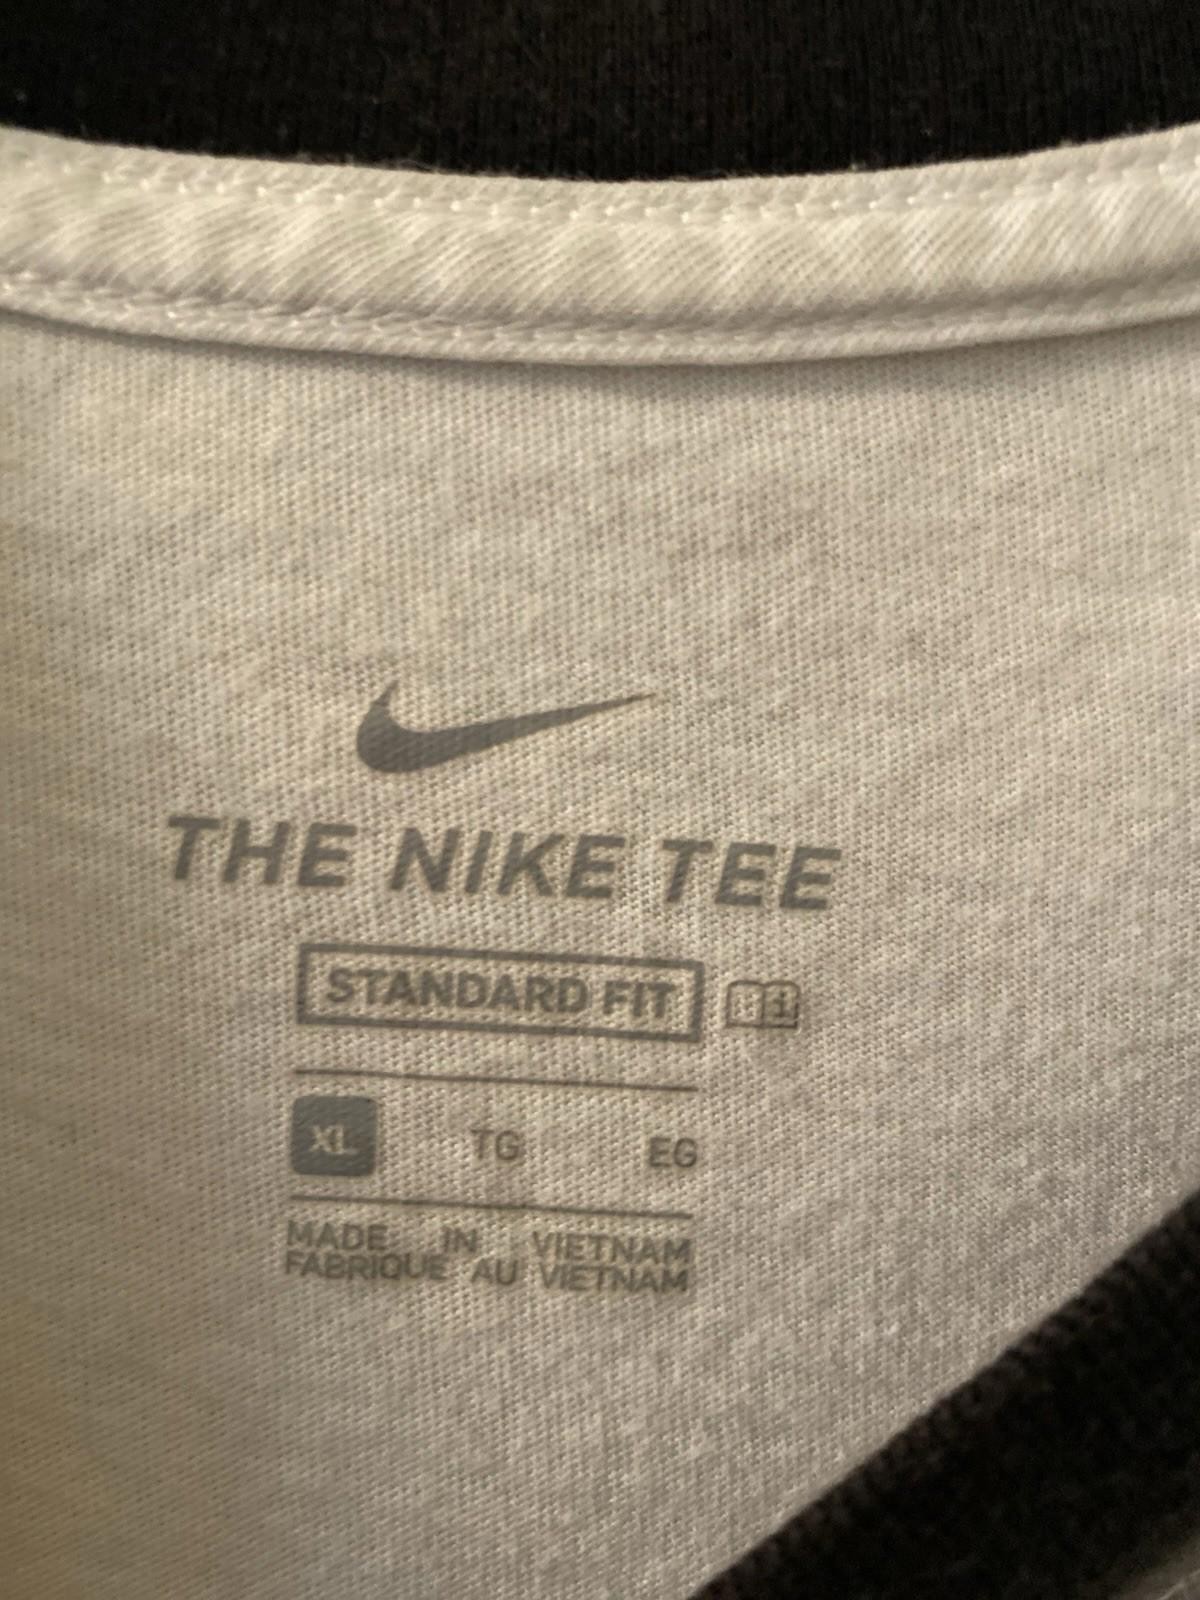 THE NIKE TEE
STANDARD FIT
XL TG EG
MADE IN VIETNAM
FABRIQUE AU VIETNAM